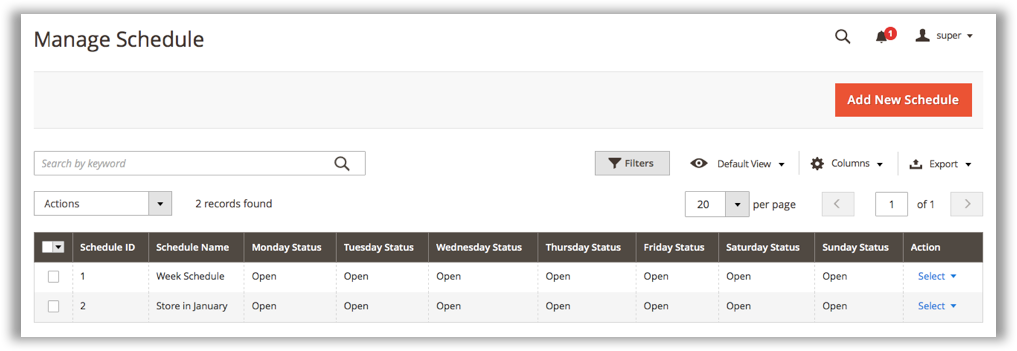 Manage Schedule
1
super
Add New Schedule
Search by keyword
Filters
Default View
Columns
Export
Actions
2 records found
20
per page
1
of 1
Schedule ID Schedule Name Monday Status Tuesday Status Wednesday Status Thursday Status Friday Status Saturday Status Sunday Status Action
1 Week Schedule Open Open Open Open Open Open Open Select
2 Store in January Open Open Open Open Open Open Open Select